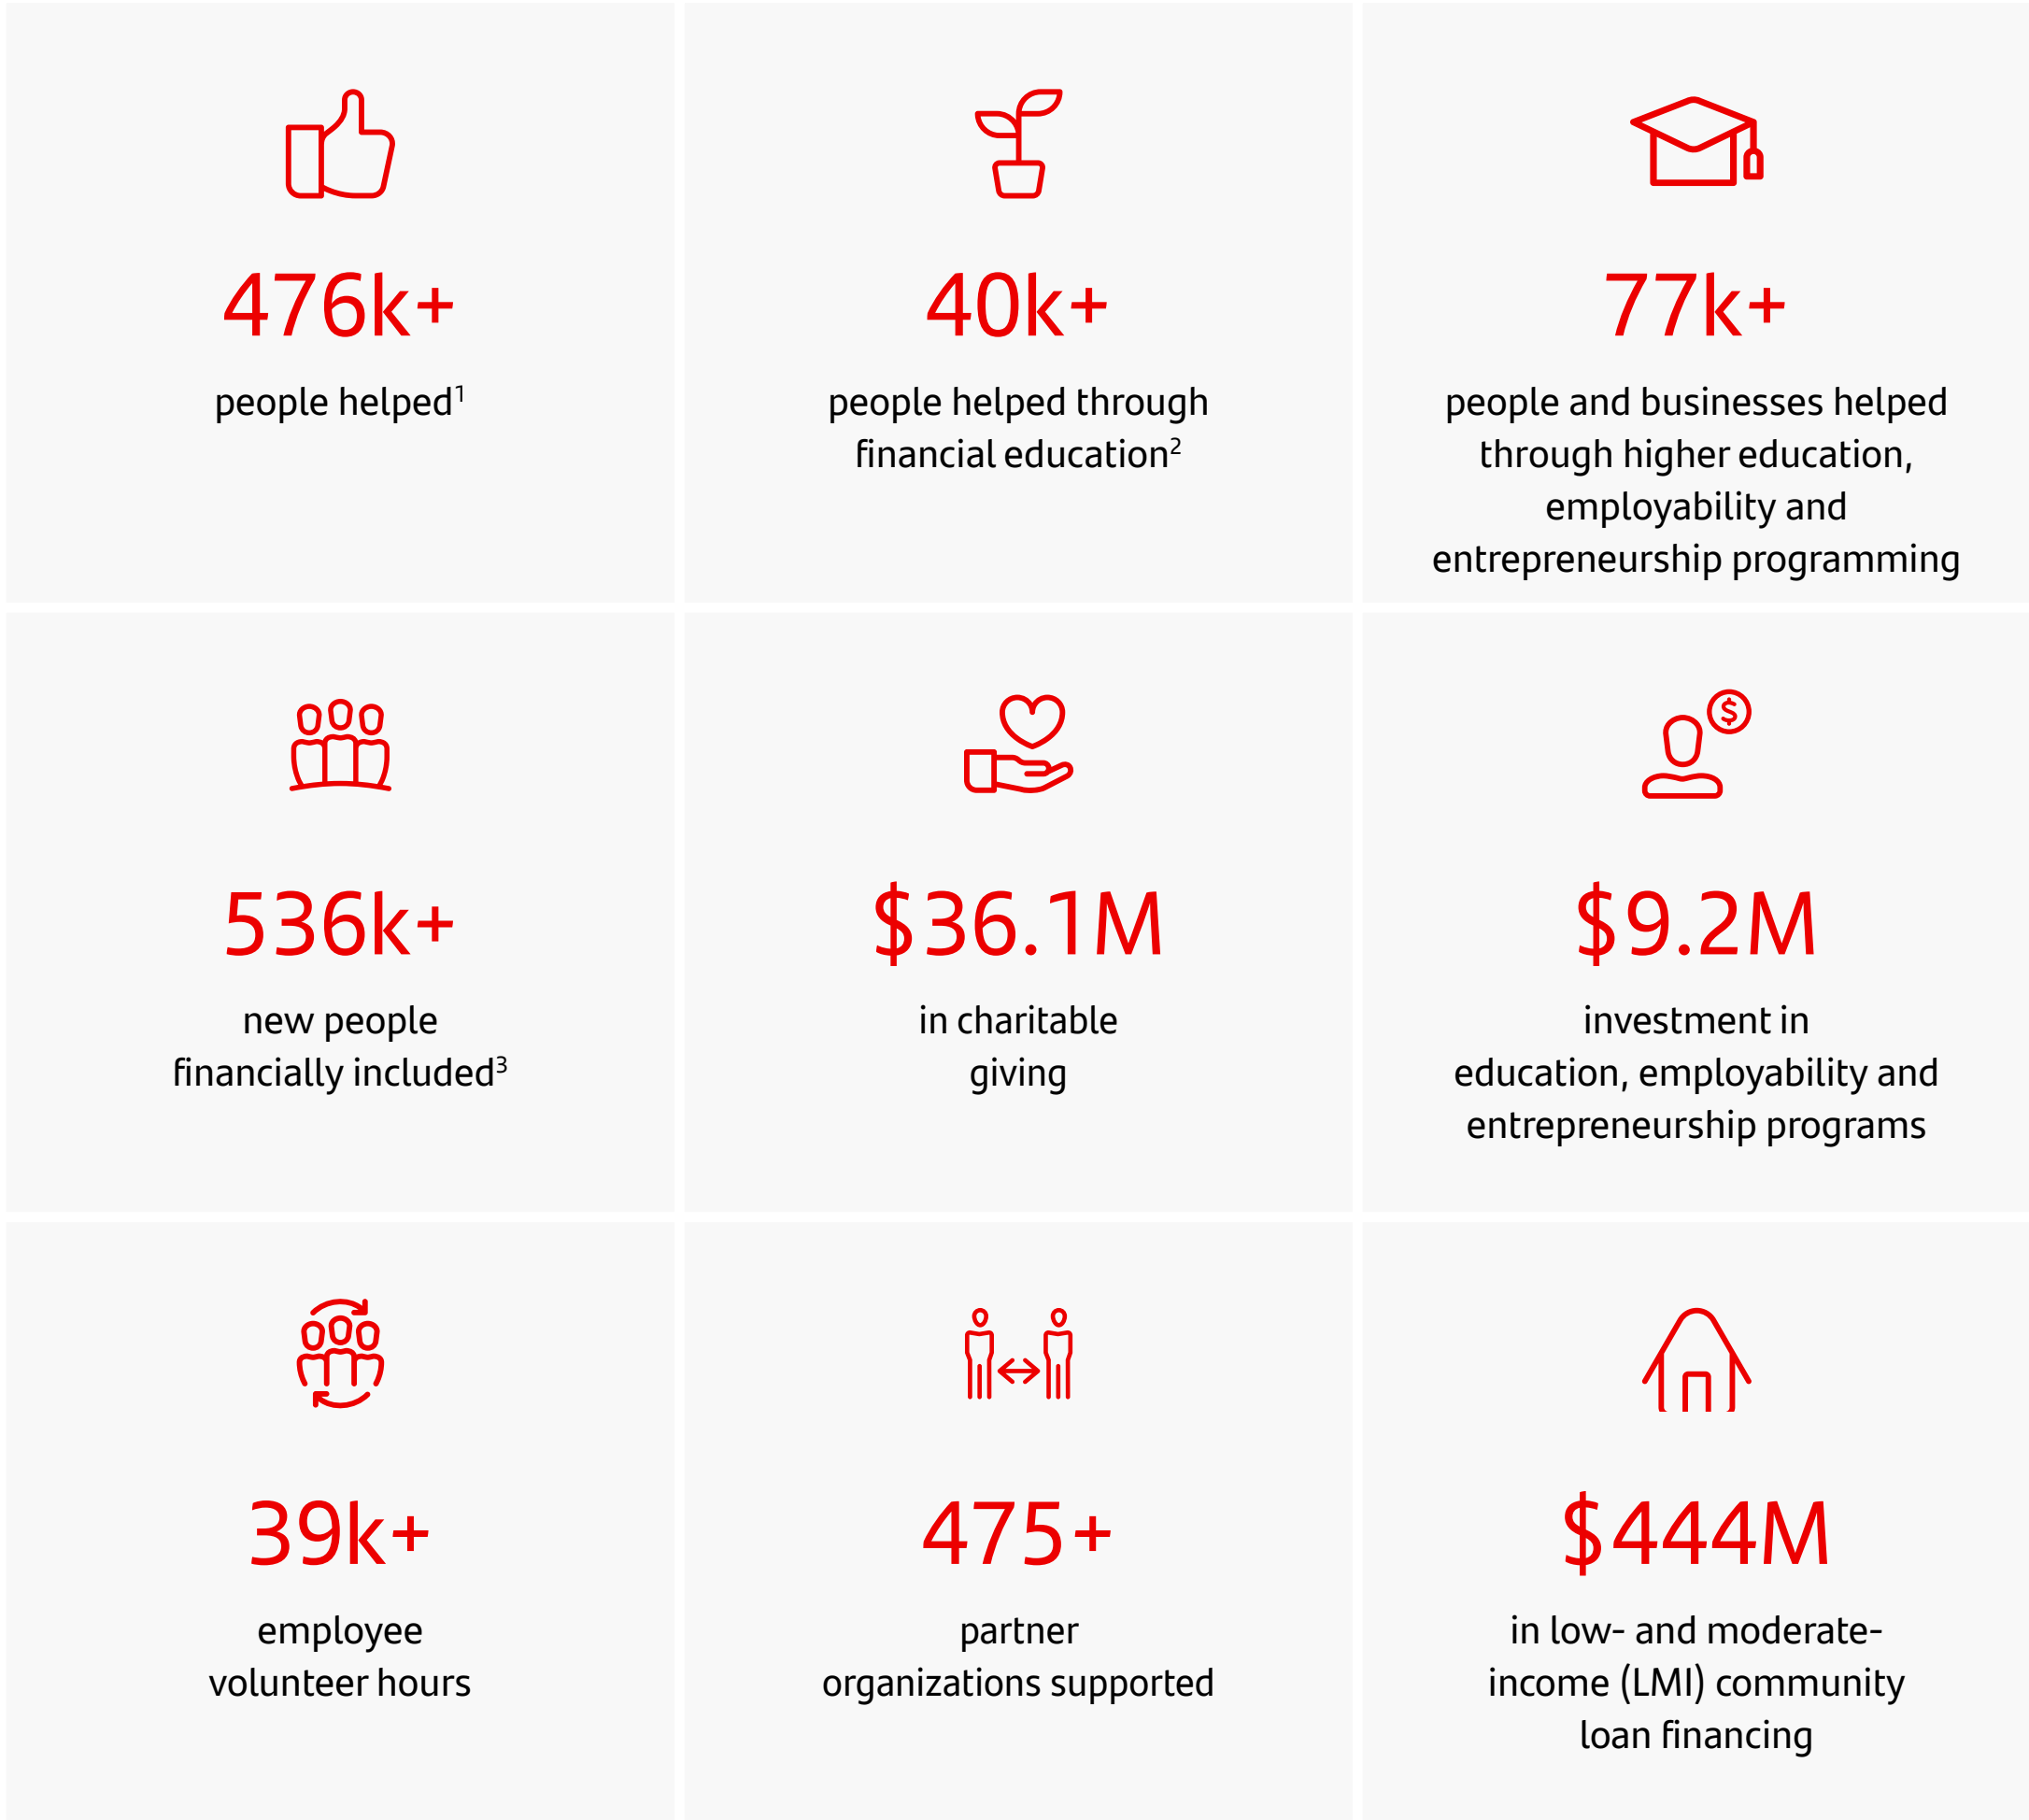 476k+
people helped¹
40k+
people helped through
financial education²
77k+
people and businesses helped
through higher education,
employability and
entrepreneurship programming
536k+
new people
financially included³
$36.1M
in charitable
giving
$
$9.2M
investment in
education, employability and
entrepreneurship programs
39k+
employee
volunteer hours
475+
partner
organizations supported
$444M
in low- and moderate-
income (LMI) community
loan financing